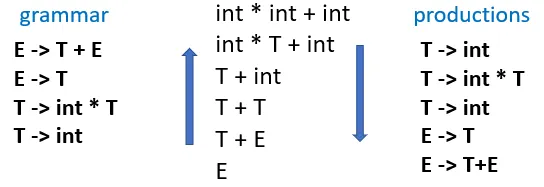 grammar
E -> T + E
E -> T
T -> int * T
T -> int
int * int + int
int * T + int
T + int
T + T
T + E
E
productions
T -> int
T -> int * T
T -> int
E -> T
E -> T+E